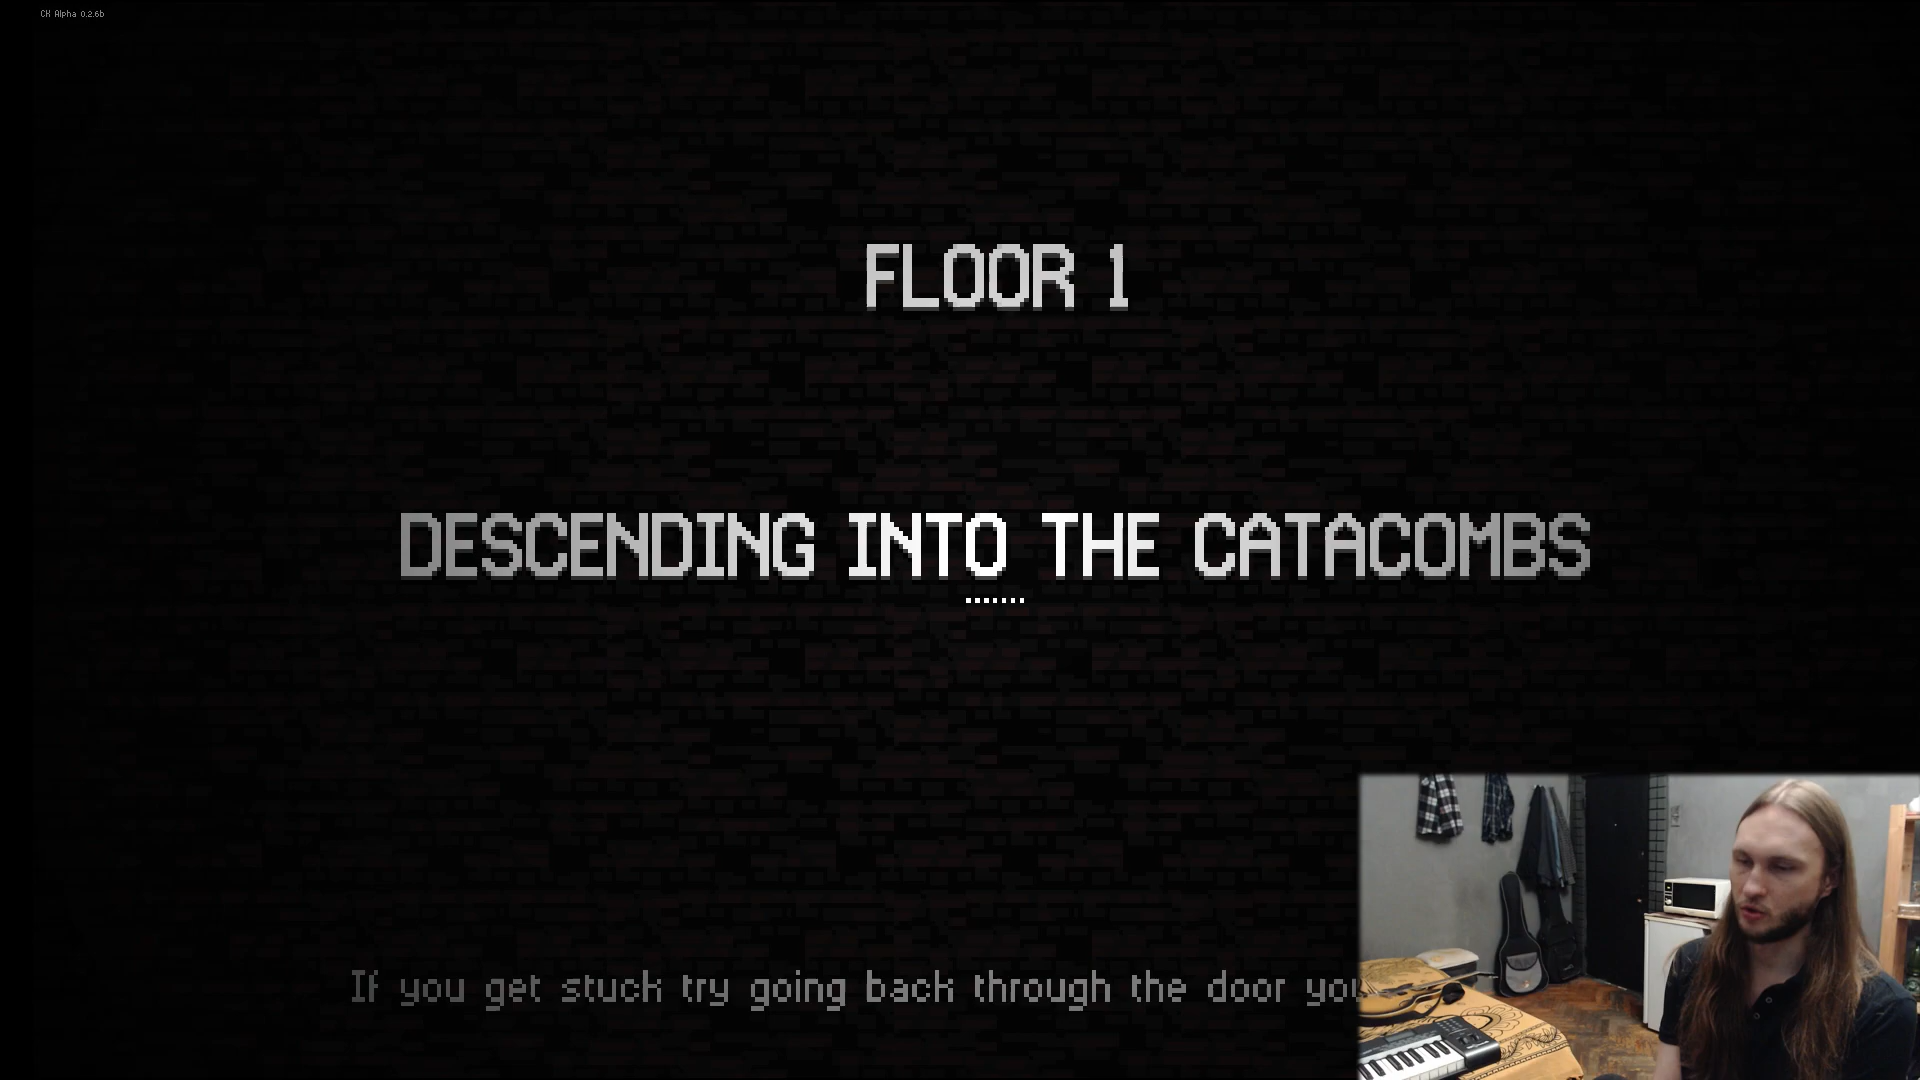 CK Alpha 0.2.6b
FLOOR 1
DESCENDING INTO THE CATACOMBS
.......
If you get stuck try going back through the door you